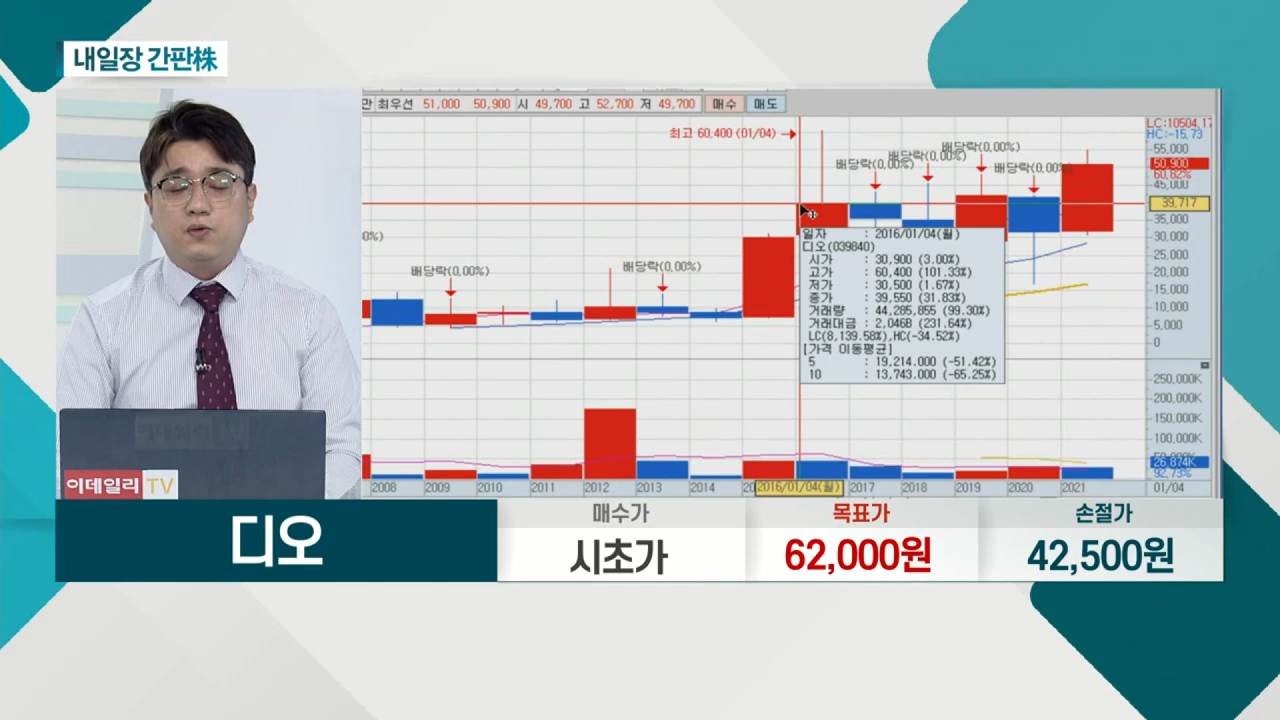 내일장 간판株
만 최우선 51,000 50,900 시 49,700 고 52,700 저 49,700 매수 매도
최고 60,400 (01/04)
배당락(0,00%)
배당락(0,00%)
배당락(0,00%)
배당락(0,00%)
배당락(0,00%)
배당락(0,00%)
0%)
일자 : 2016/01/04(월)
디오(039840)
시가 : 30,900 (3.00%)
고가 : 60,400 (101.33%)
저가 : 30,500 (1.67%)
종가 : 39,550 (31.83%)
거래량 : 44,285,855 (99.30%)
거래대금 : 2,046B (231.64%)
LC(8,139.58%),HC(-34.52%)
[가격 이동평균]
5 : 19,214.000 (-51.42%)
10 : 13,743.000 (-65.25%)
LC:10504,17
HC:-15,73
55,000
50,900
60,82%
45,000
39,717
35,000
30,000
25,000
20,000
15,000
10,000
5,000
0
250,000K
200,000K
150,000K
100,000K
26,874K
92,73%
2008 2009 2010 2011 2012 2013 2014 2016/01/04(월) 2017 2018 2019 2020 2021 01/04
이데일리 TV
디오
매수가 목표가 손절가
시초가 62,000원 42,500원